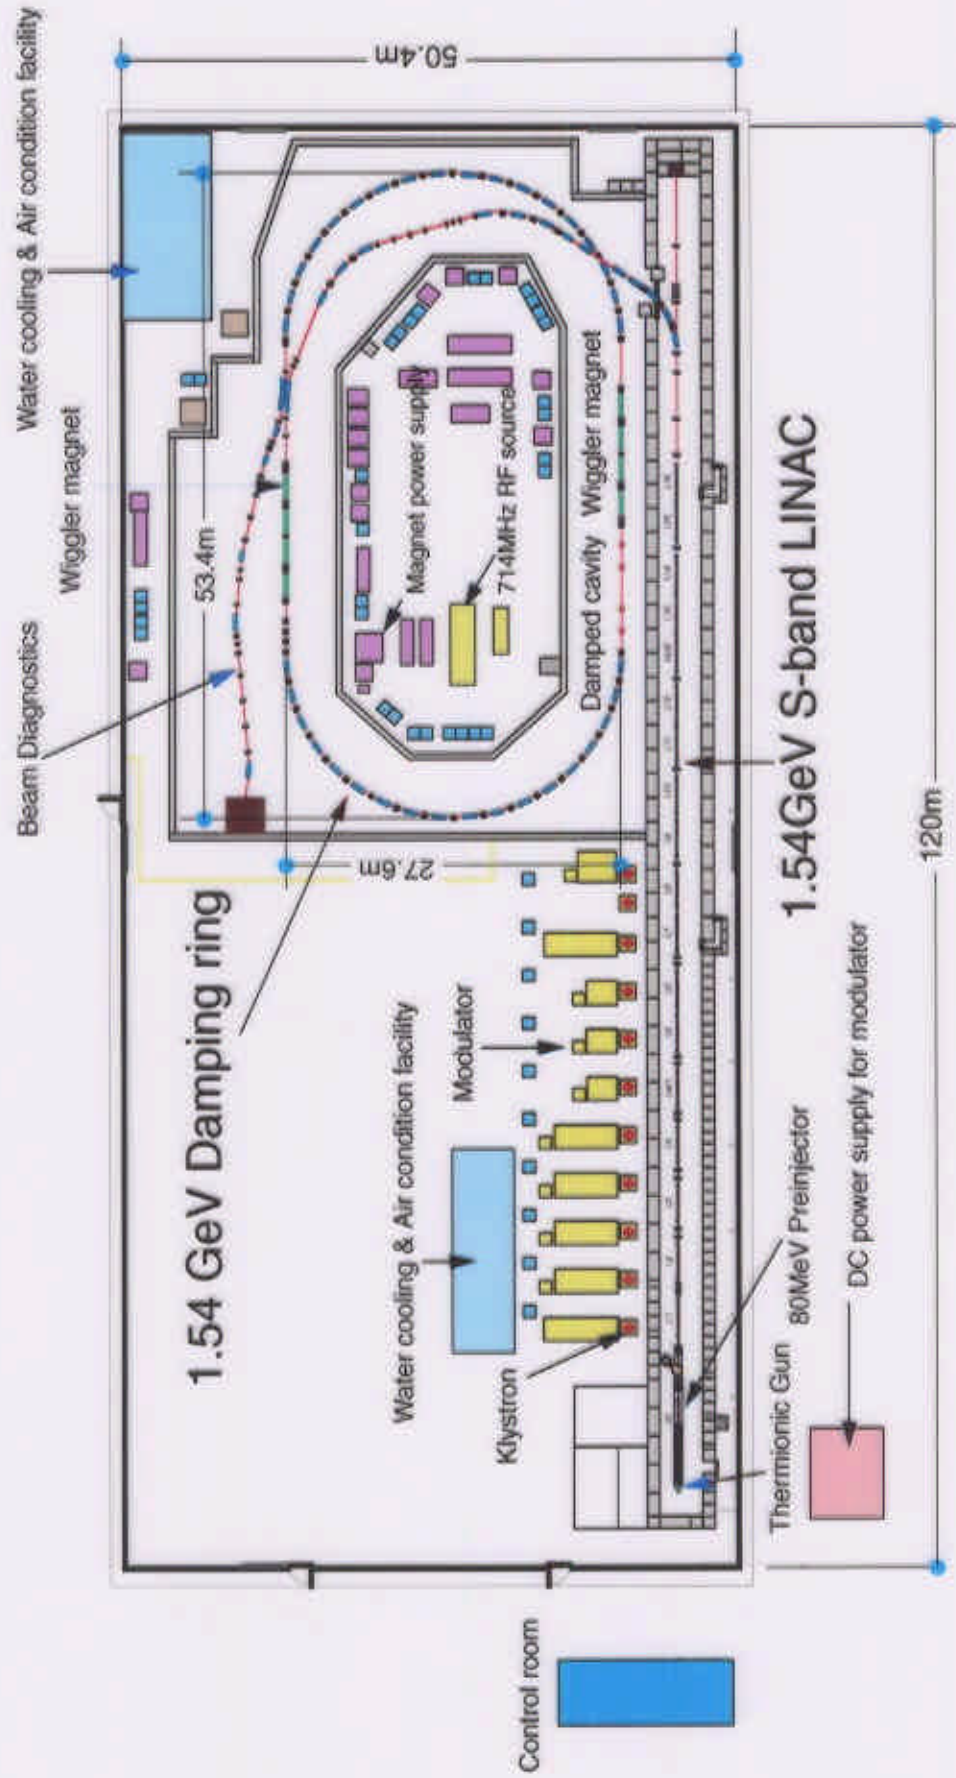 Water cooling & Air condition facility
Wiggler magnet
Beam Diagnostics
50.4m
53.4m
27.6m
1.54 GeV Damping ring
Magnet power supply
714MHz RF source
Damped cavity Wiggler magnet
Water cooling & Air condition facility
Modulator
Klystron
1.54GeV S-band LINAC
80MeV Preinjector
Thermionic Gun
DC power supply for modulator
Control room
120m